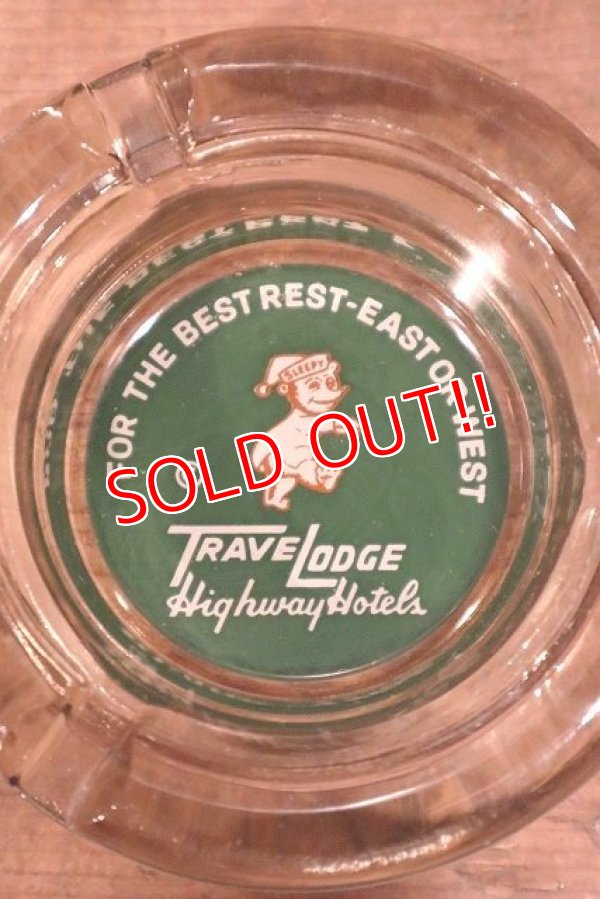 FOR THE BEST REST-EAST OR WEST
SLEEPY
SOLD OUT!!
TRAVELODGE
Highway Hotels